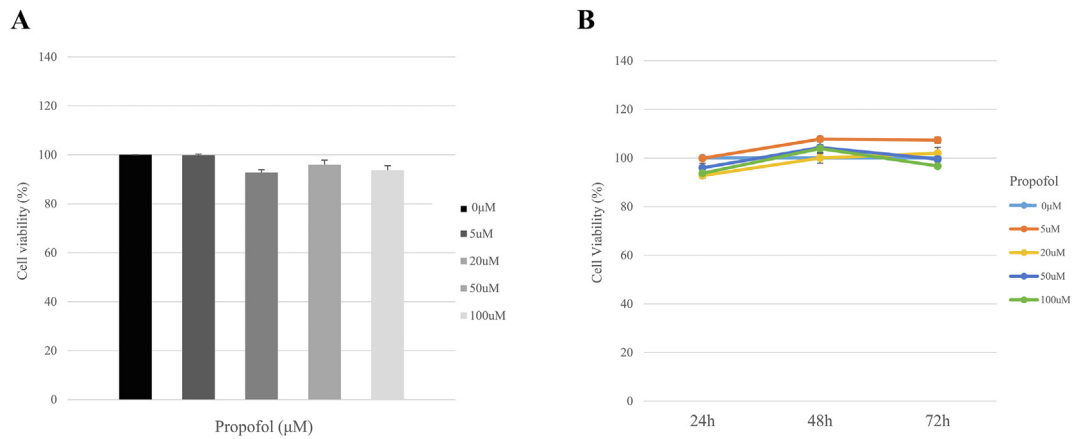 A
140
120
100
80
60
40
20
0
Cell viability (%)
Propofol (μM)
0μM
5uM
20uM
50uM
100uM
B
140
120
100
80
60
40
20
0
Cell Viability (%)
24h
48h
72h
Propofol
0μM
5uM
20uM
50uM
100uM